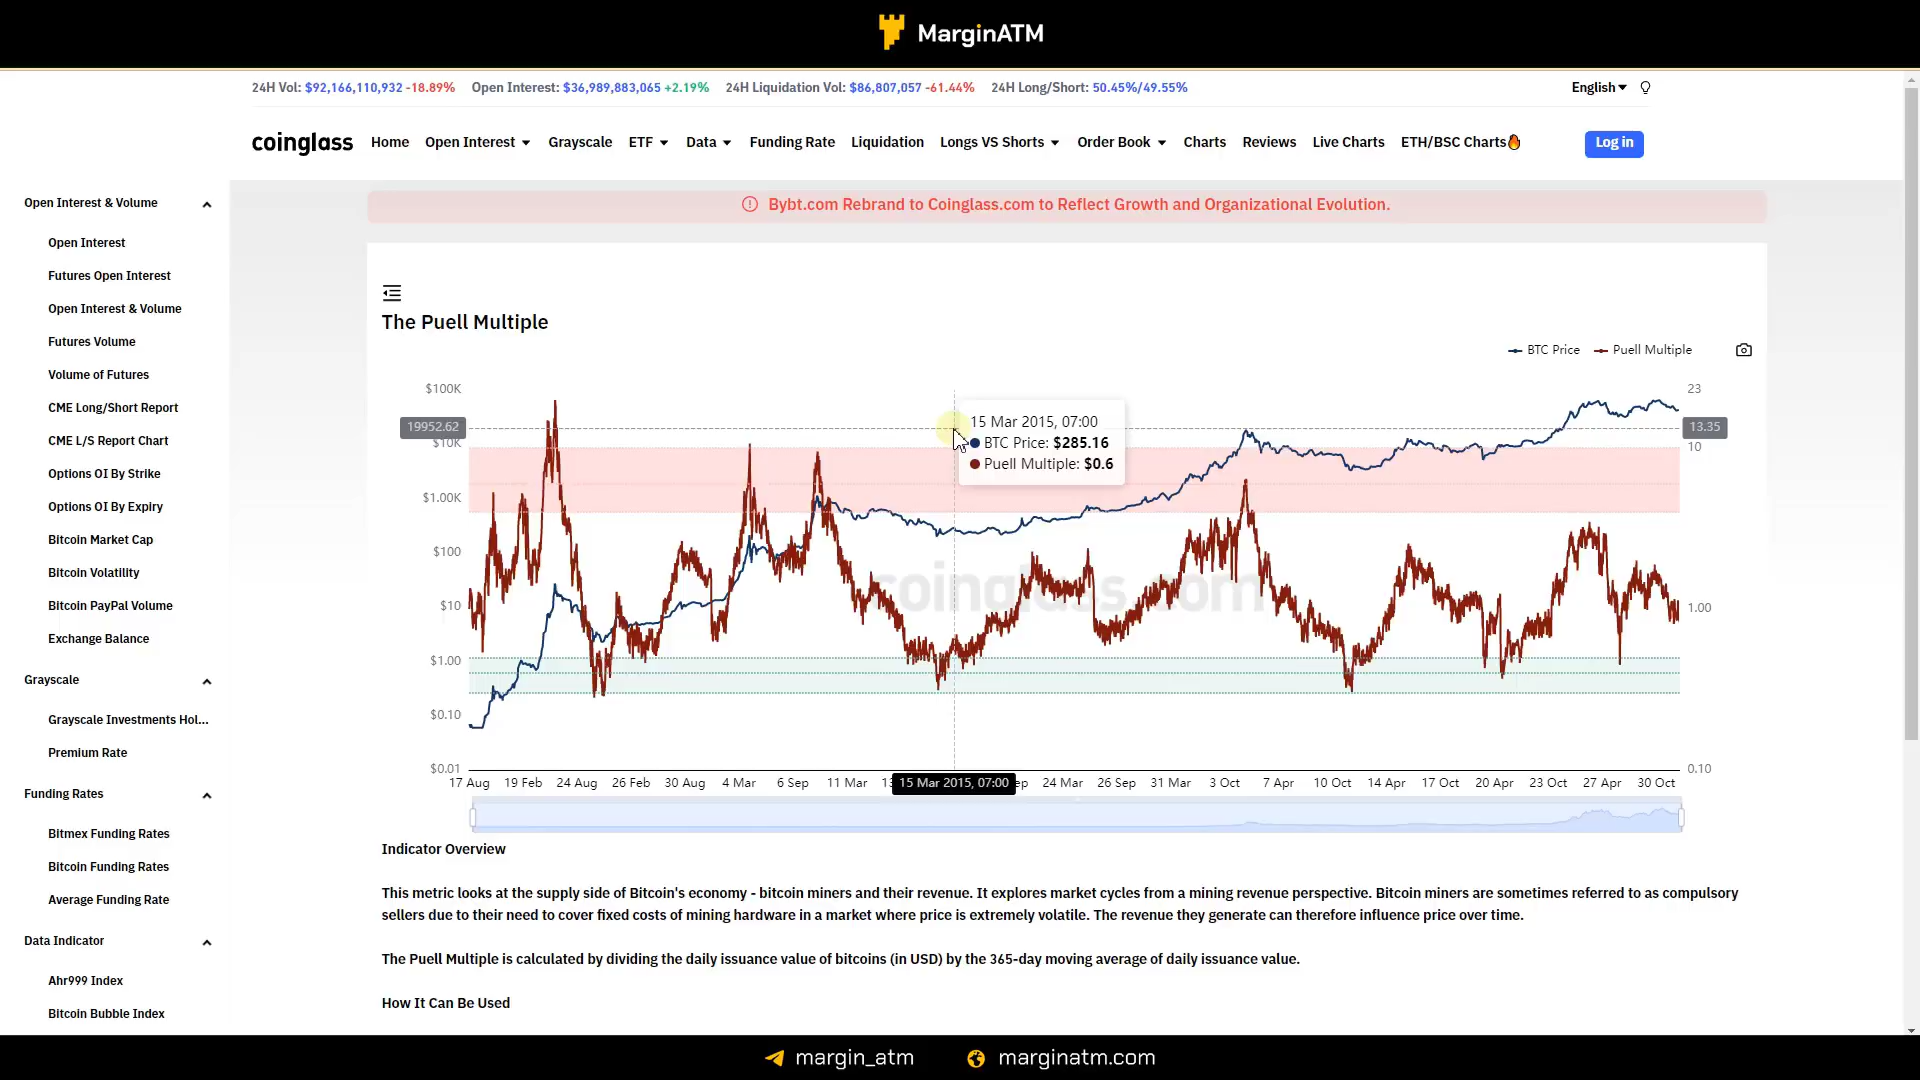 MarginATM
24H Vol: $92,166,110,932 -18.89% Open Interest: $36,989,883,065 +2.19% 24H Liquidation Vol: $86,807,057 -61.44% 24H Long/Short: 50.45%/49.55% English
coinglass Home Open Interest Grayscale ETF Data Funding Rate Liquidation Longs VS Shorts Order Book Charts Reviews Live Charts ETH/BSC Charts Log in
Bybt.com Rebrand to Coinglass.com to Reflect Growth and Organizational Evolution.
Open Interest & Volume
Open Interest
Futures Open Interest
Open Interest & Volume
Futures Volume
Volume of Futures
CME Long/Short Report
CME L/S Report Chart
Options OI By Strike
Options OI By Expiry
Bitcoin Market Cap
Bitcoin Volatility
Bitcoin PayPal Volume
Exchange Balance
Grayscale
Grayscale Investments Hol...
Premium Rate
Funding Rates
Bitmex Funding Rates
Bitcoin Funding Rates
Average Funding Rate
Data Indicator
Ahr999 Index
Bitcoin Bubble Index
The Puell Multiple
BTC Price Puell Multiple
$100K 23
19952.62 13.35
$10K 10
$1.00K
$100
$10 1.00
$1.00
$0.10
$0.01 0.10
15 Mar 2015, 07:00
BTC Price: $285.16
Puell Multiple: $0.6
coinglass.com
17 Aug 19 Feb 24 Aug 26 Feb 30 Aug 4 Mar 6 Sep 11 Mar 15 Mar 2015, 07:00 24 Mar 26 Sep 31 Mar 3 Oct 7 Apr 10 Oct 14 Apr 17 Oct 20 Apr 23 Oct 27 Apr 30 Oct
Indicator Overview
This metric looks at the supply side of Bitcoin's economy - bitcoin miners and their revenue. It explores market cycles from a mining revenue perspective. Bitcoin miners are sometimes referred to as compulsory
sellers due to their need to cover fixed costs of mining hardware in a market where price is extremely volatile. The revenue they generate can therefore influence price over time.
The Puell Multiple is calculated by dividing the daily issuance value of bitcoins (in USD) by the 365-day moving average of daily issuance value.
How It Can Be Used
margin_atm marginatm.com